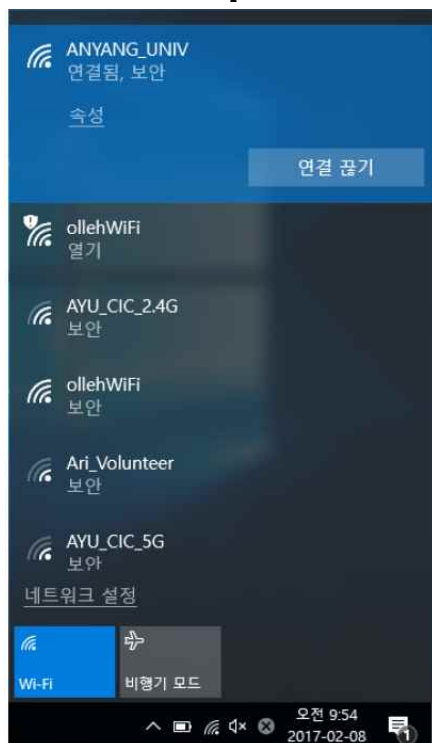 ANYANG_UNIV
연결됨, 보안
속성
연결 끊기
ollehWiFi
열기
AYU_CIC_2.4G
보안
ollehWiFi
보안
Ari_Volunteer
보안
AYU_CIC_5G
보안
네트워크 설정
Wi-Fi
비행기 모드
오전 9:54
2017-02-08
1